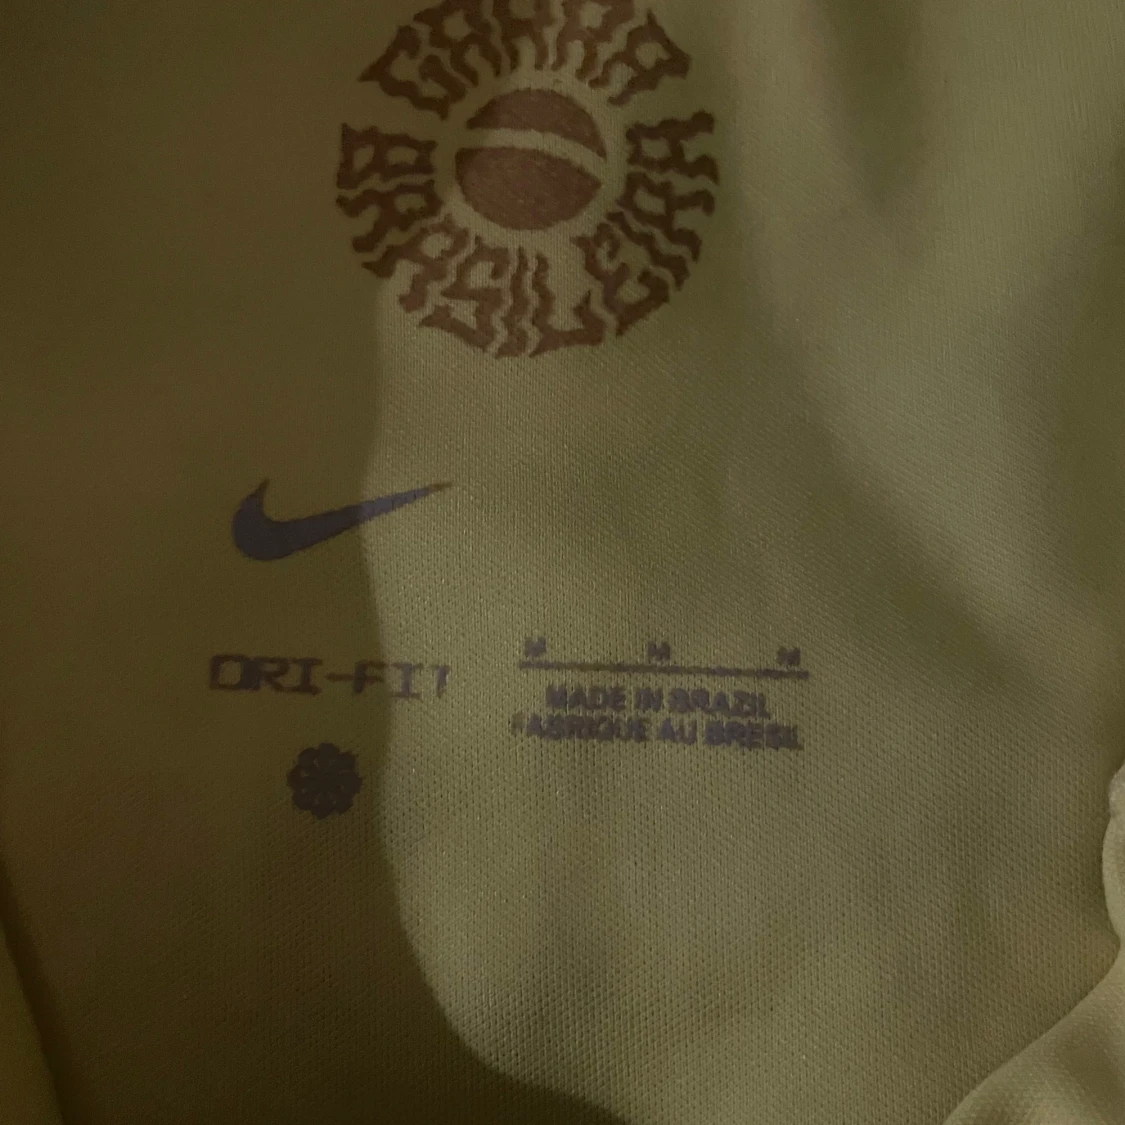 GARRA
BRASILEIRA
DRI-FIT
M M M
MADE IN BRAZIL
FABRIQUE AU BRESIL